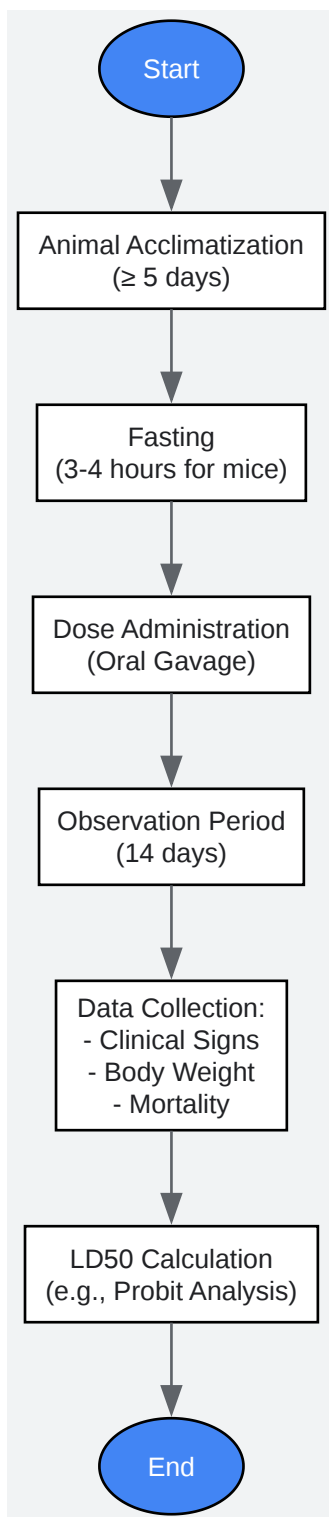 Start
Animal Acclimatization
(≥ 5 days)
Fasting
(3-4 hours for mice)
Dose Administration
(Oral Gavage)
Observation Period
(14 days)
Data Collection:
- Clinical Signs
- Body Weight
- Mortality
LD50 Calculation
(e.g., Probit Analysis)
End